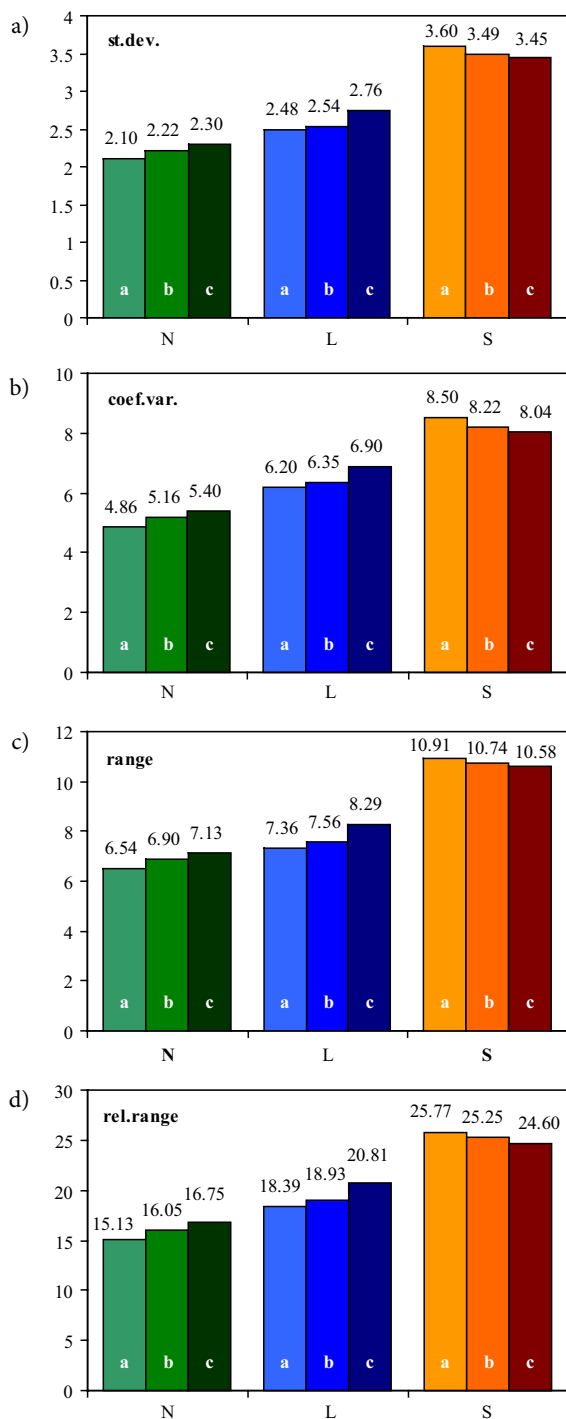 a)
st.dev.
4
3.5
3
2.5
2
1.5
1
0.5
0
2.10 2.22 2.30
2.48 2.54 2.76
3.60 3.49 3.45
a b c a b c a b c
N L S
b)
coef.var.
10
8
6
4
2
0
4.86 5.16 5.40
6.20 6.35 6.90
8.50 8.22 8.04
a b c a b c a b c
N L S
c)
range
12
10
8
6
4
2
0
6.54 6.90 7.13
7.36 7.56 8.29
10.91 10.74 10.58
a b c a b c a b c
N L S
d)
rel.range
30
25
20
15
10
5
0
15.13 16.05 16.75
18.39 18.93 20.81
25.77 25.25 24.60
a b c a b c a b c
N L S